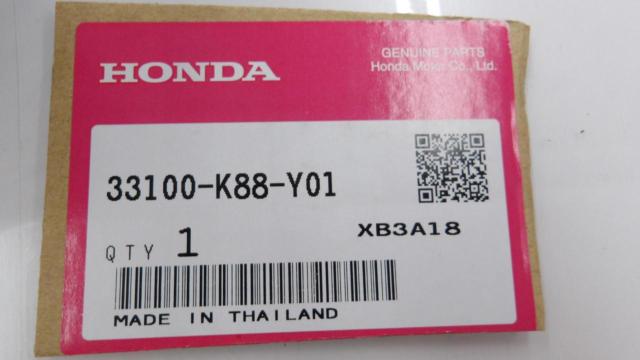 HONDA
GENUINE PARTS
Honda Motor Co., Ltd.
33100-K88-Y01
XB3A18
QTY 1
MADE IN THAILAND